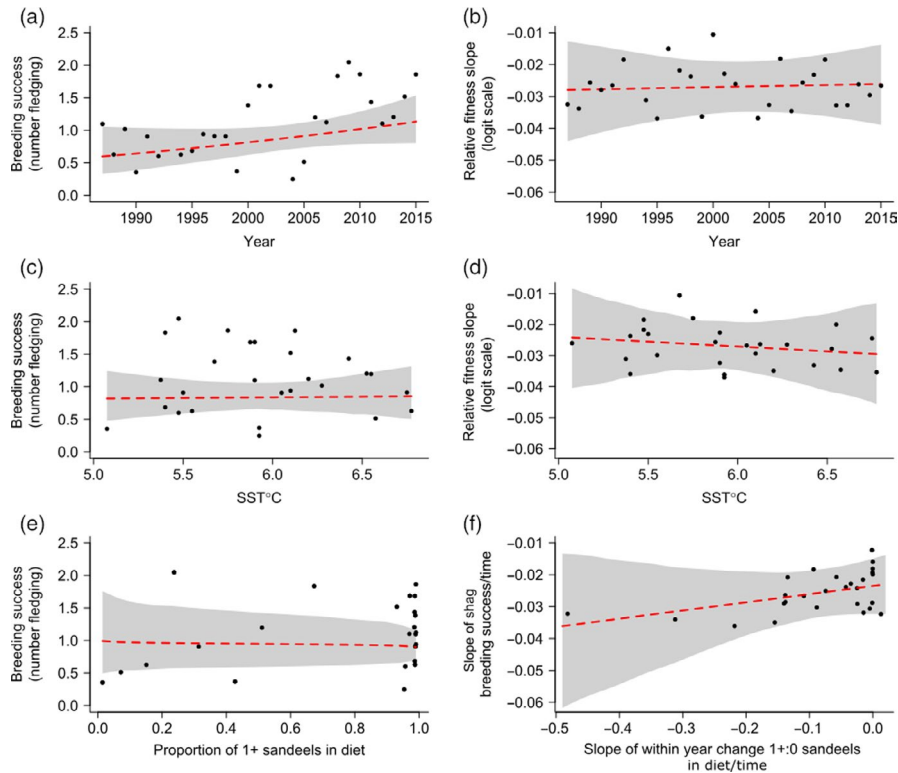 (a)
2.5
2.0
1.5
1.0
0.5
0.0
Breeding success
(number fledging)
1990 1995 2000 2005 2010 2015
Year
(b)
−0.01
−0.02
−0.03
−0.04
−0.05
−0.06
Relative fitness slope
(logit scale)
1990 1995 2000 2005 2010 2015
Year
(c)
2.5
2.0
1.5
1.0
0.5
0.0
Breeding success
(number fledging)
5.0 5.5 6.0 6.5
SST°C
(d)
−0.01
−0.02
−0.03
−0.04
−0.05
−0.06
Relative fitness slope
(logit scale)
5.0 5.5 6.0 6.5
SST°C
(e)
2.5
2.0
1.5
1.0
0.5
0.0
Breeding success
(number fledging)
0.0 0.2 0.4 0.6 0.8 1.0
Proportion of 1+ sandeels in diet
(f)
−0.01
−0.02
−0.03
−0.04
−0.05
−0.06
Slope of shag
breeding success/time
−0.5 −0.4 −0.3 −0.2 −0.1 0.0
Slope of within year change 1+:0 sandeels
in diet/time